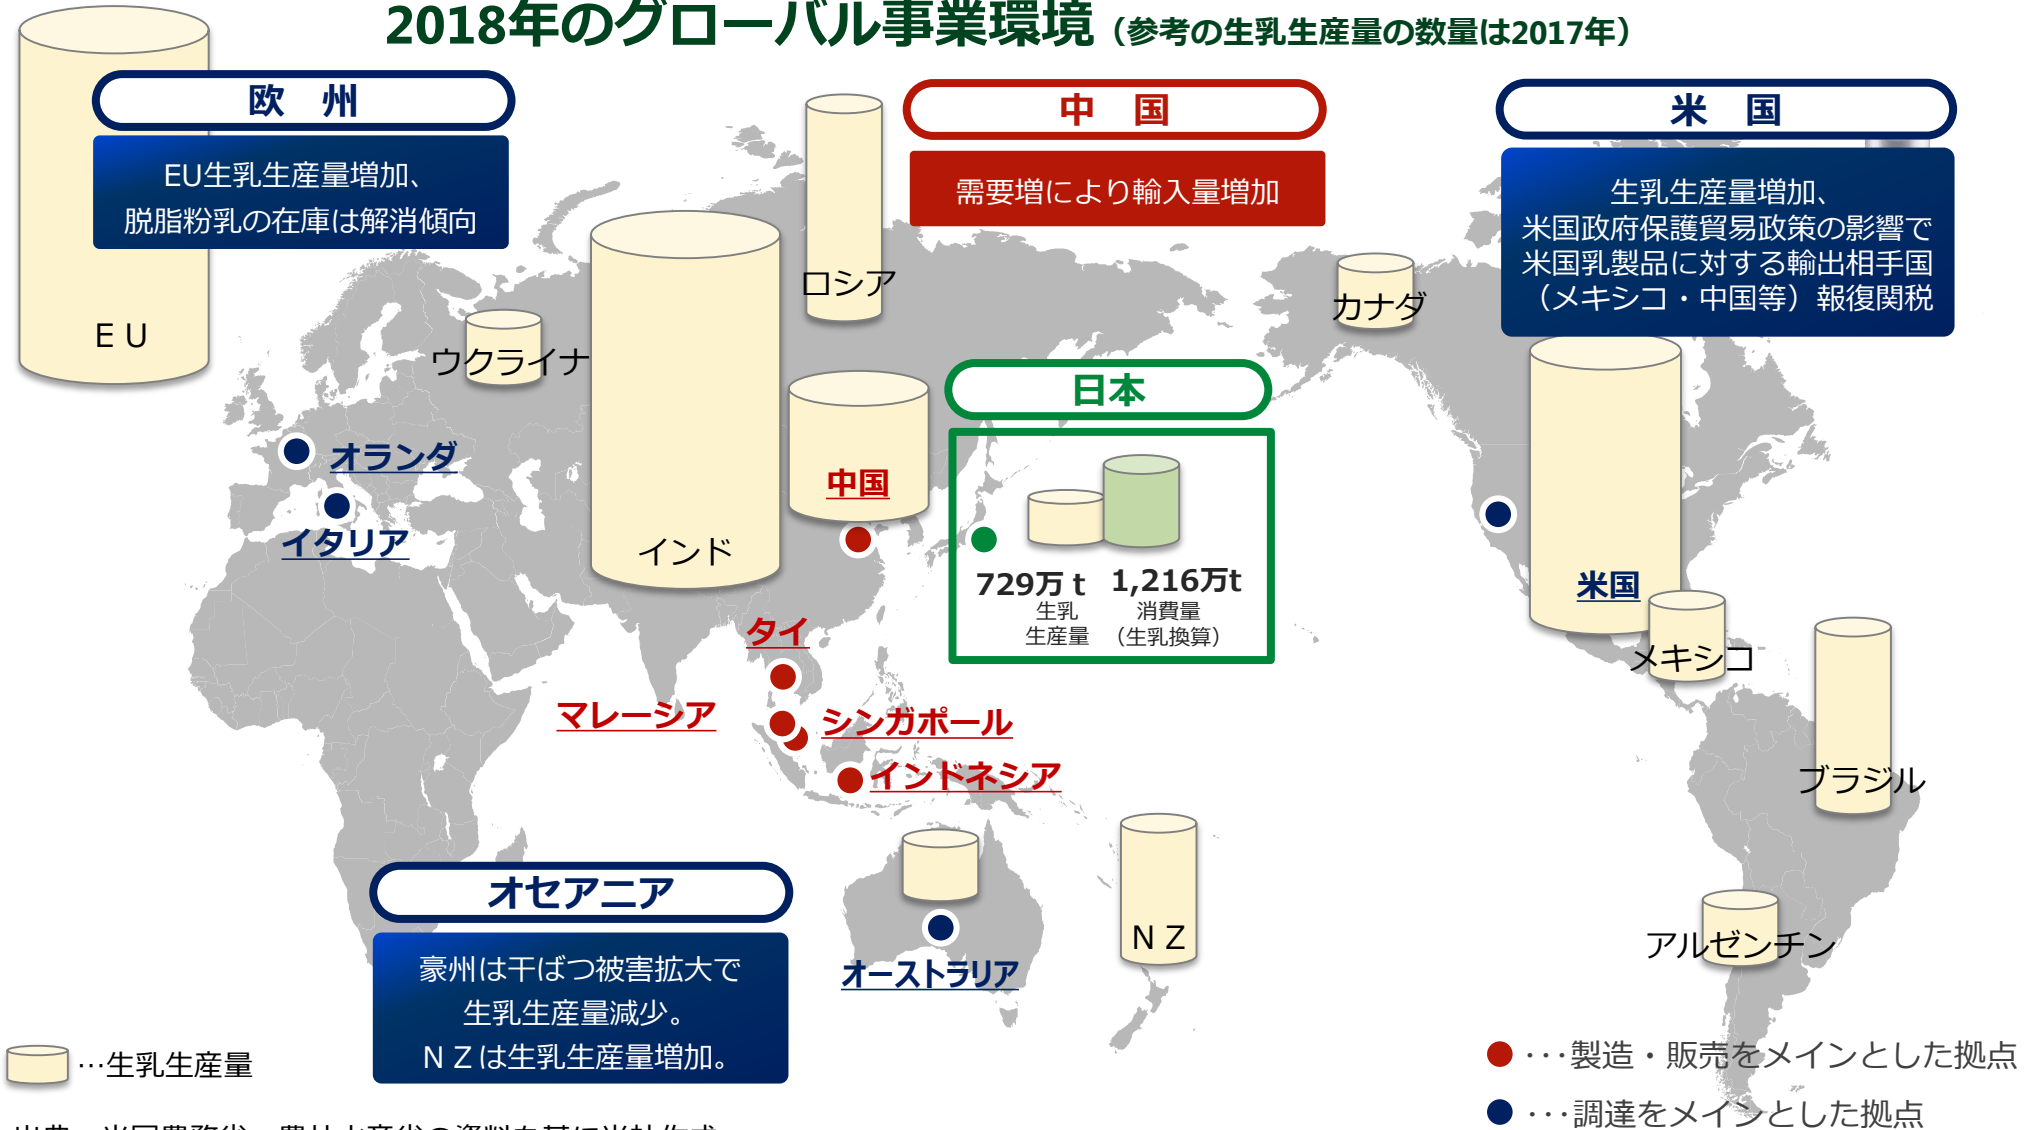 2018年のグローバル事業環境（参考の生乳生産量の数量は2017年）
欧　州
EU生乳生産量増加、
脱脂粉乳の在庫は解消傾向
中　国
需要増により輸入量増加
米　国
生乳生産量増加、
米国政府保護貿易政策の影響で
米国乳製品に対する輸出相手国
（メキシコ・中国等）報復関税
ＥＵ
ウクライナ
ロシア
カナダ
インド
中国
日本
729万ｔ
生乳
生産量
1,216万t
消費量
（生乳換算）
オランダ
イタリア
タイ
マレーシア
シンガポール
インドネシア
米国
メキシコ
ブラジル
アルゼンチン
オセアニア
豪州は干ばつ被害拡大で
生乳生産量減少。
ＮＺは生乳生産量増加。
オーストラリア
ＮＺ
…生乳生産量
･･･製造・販売をメインとした拠点
･･･調達をメインとした拠点